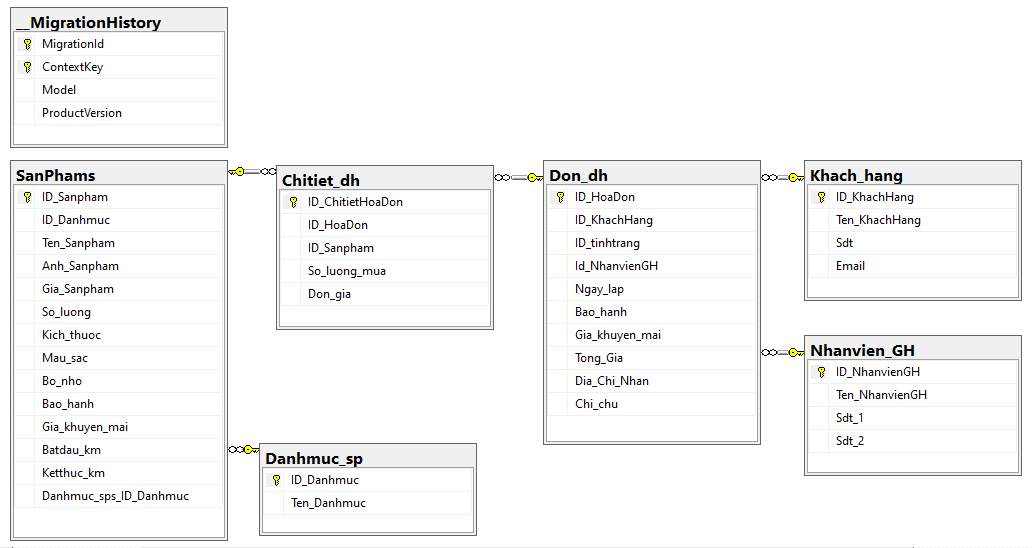 __MigrationHistory
MigrationId
ContextKey
Model
ProductVersion
SanPhams
ID_Sanpham
ID_Danhmuc
Ten_Sanpham
Anh_Sanpham
Gia_Sanpham
So_luong
Kich_thuoc
Mau_sac
Bo_nho
Bao_hanh
Gia_khuyen_mai
Batdau_km
Ketthuc_km
Danhmuc_sps_ID_Danhmuc
Chitiet_dh
ID_ChitietHoaDon
ID_HoaDon
ID_Sanpham
So_luong_mua
Don_gia
Danhmuc_sp
ID_Danhmuc
Ten_Danhmuc
Don_dh
ID_HoaDon
ID_KhachHang
ID_tinhtrang
Id_NhanvienGH
Ngay_lap
Bao_hanh
Gia_khuyen_mai
Tong_Gia
Dia_Chi_Nhan
Chi_chu
Khach_hang
ID_KhachHang
Ten_KhachHang
Sdt
Email
Nhanvien_GH
ID_NhanvienGH
Ten_NhanvienGH
Sdt_1
Sdt_2